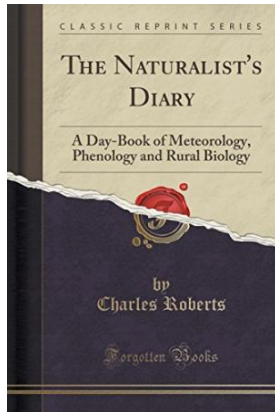 CLASSIC REPRINT SERIES
THE NATURALIST'S
DIARY
A Day-Book of Meteorology,
Phenology and Rural Biology
by
Charles Roberts
Forgotten Books